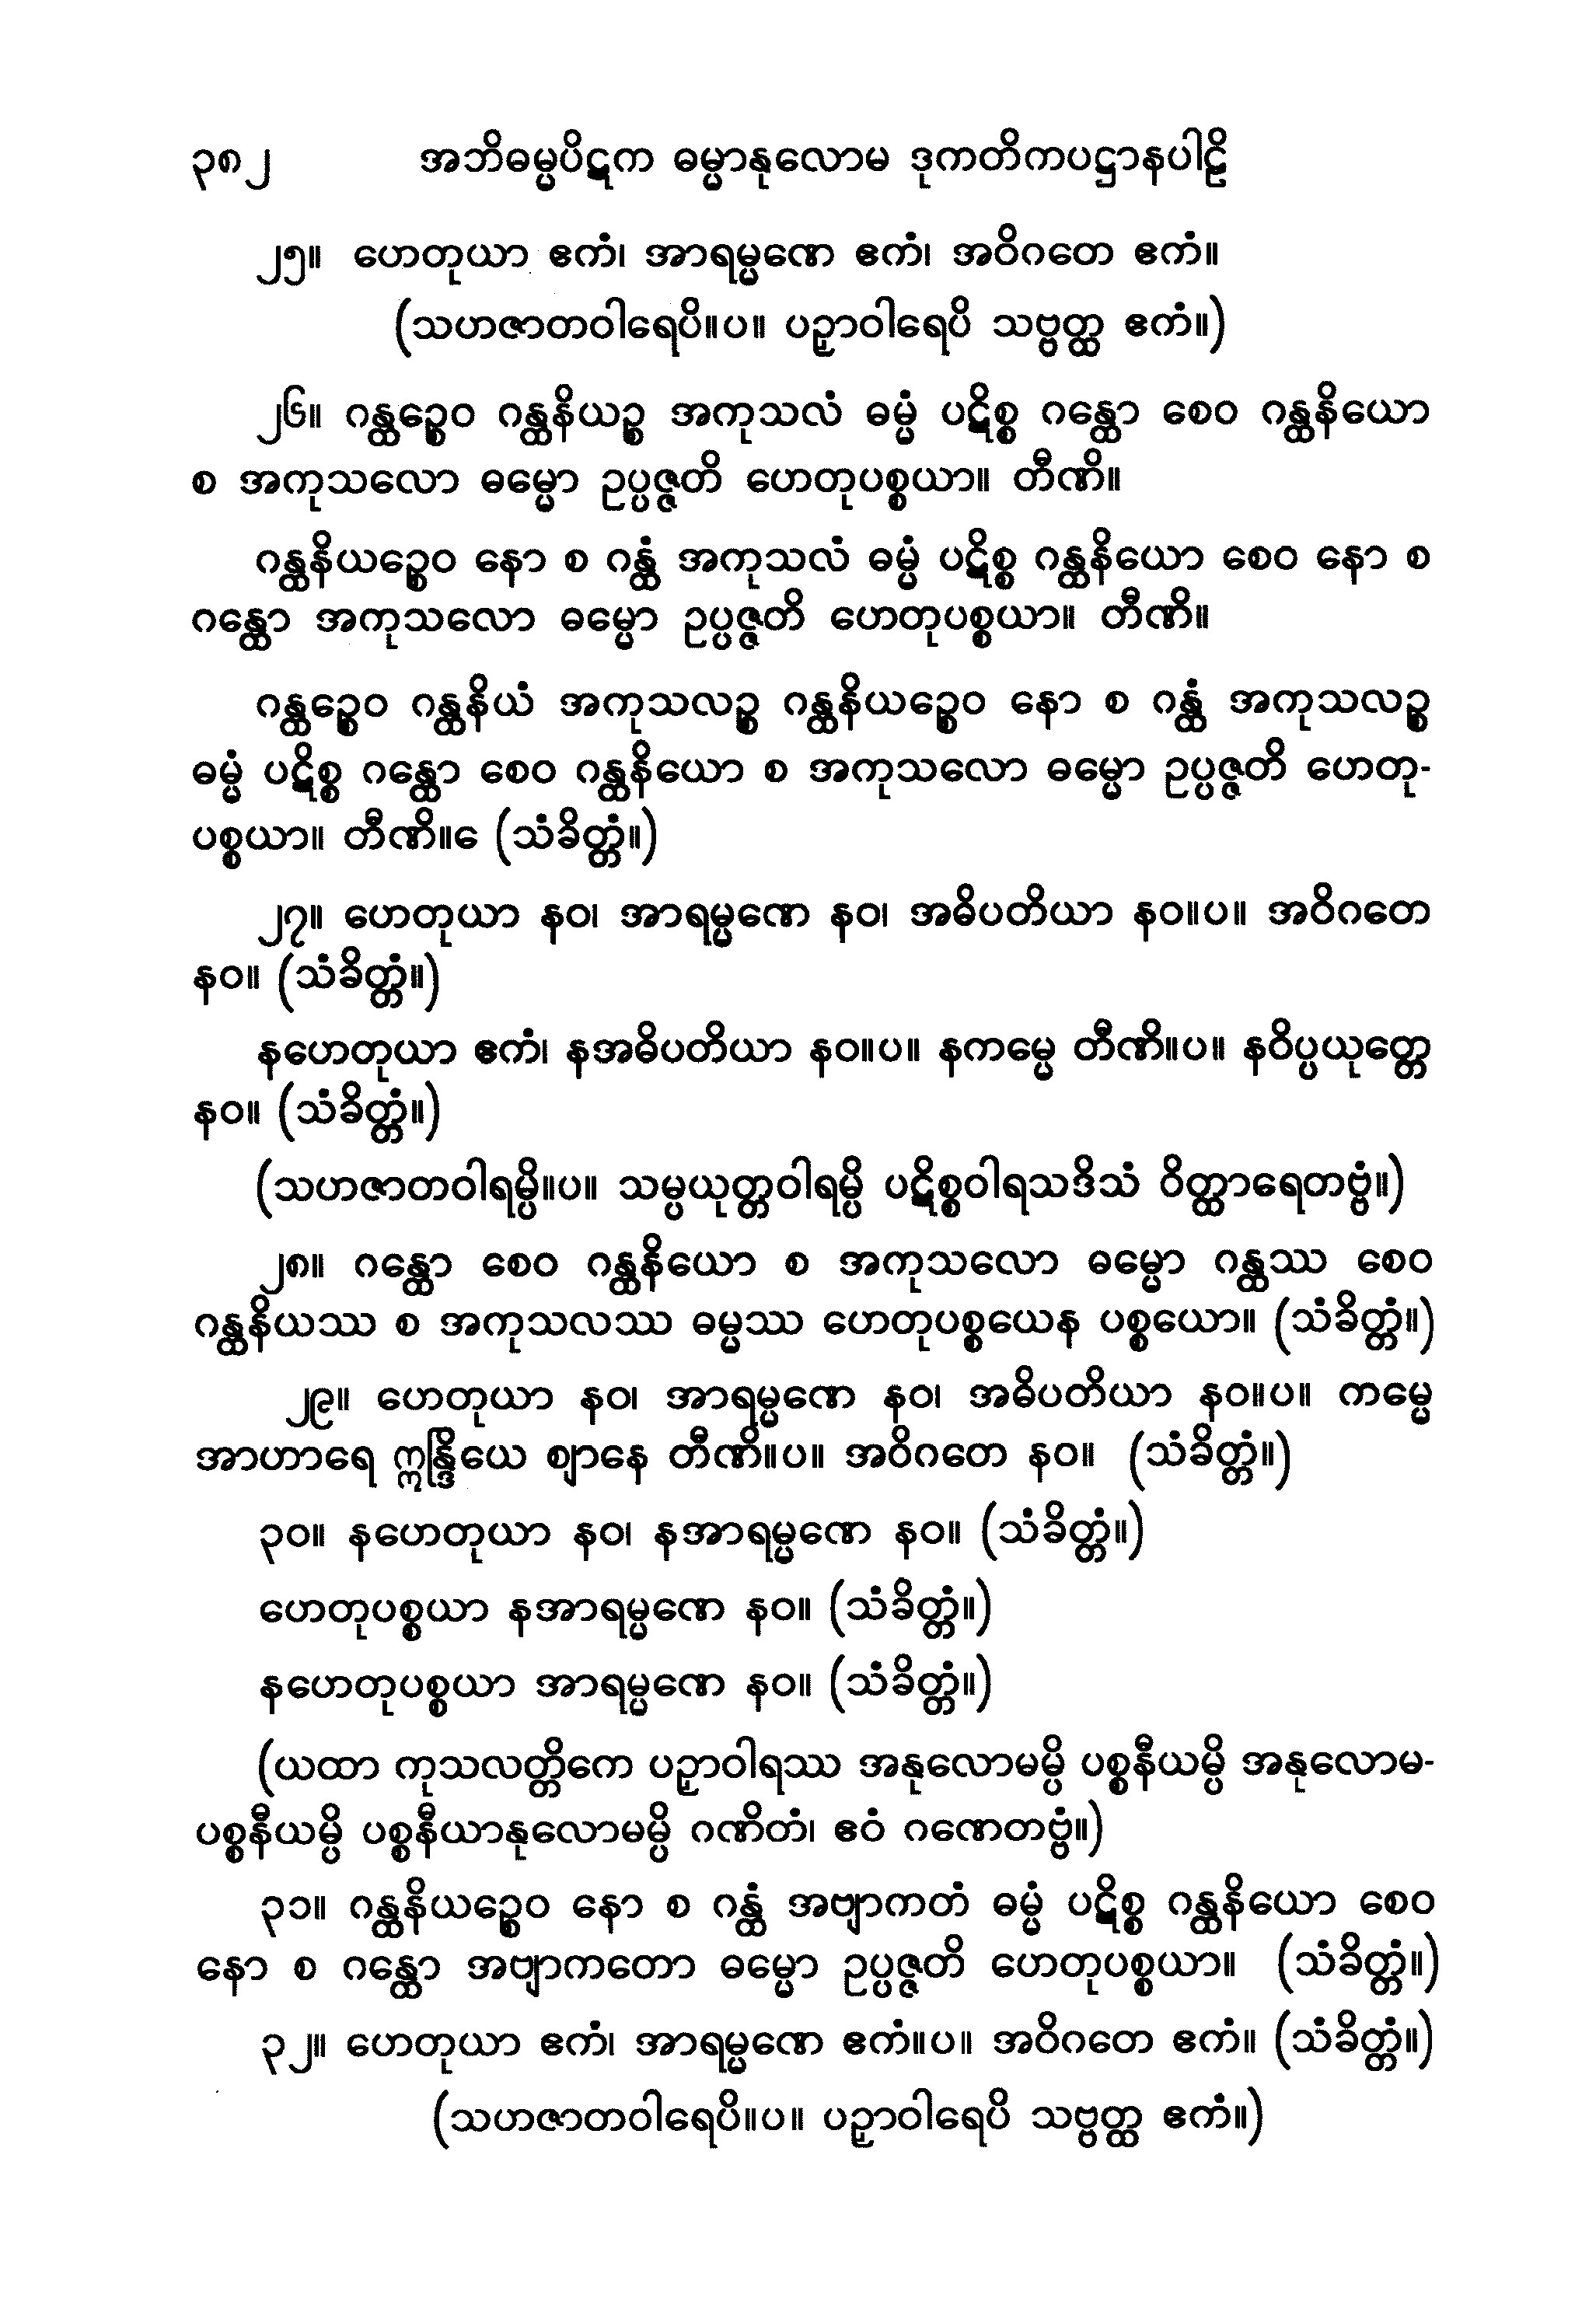 ၃၈၂ အဘိဓမ္မပိဋက ဓမ္မာနုလောမ ဒုကတိကပဋ္ဌာနပါဠိ
၂၅။ ဟေတုယာ ဧကံ၊ အာရမ္မဏေ ဧကံ၊ အဝိဂတေ ဧကံ။
(သဟဇာတဝါရေပိ။ပ။ ပဉှာဝါရေပိ သဗ္ဗတ္ထ ဧကံ။)
၂၆။ ဂန္ထဉ္စေဝ ဂန္ထနိယဉ္စ အကုသလံ ဓမ္မံ ပဋိစ္စ ဂန္ထော စေဝ ဂန္ထနိယော
စ အကုသလော ဓမ္မော ဥပ္ပဇ္ဇတိ ဟေတုပစ္စယာ။ တီဏိ။
ဂန္ထနိယဉ္စေဝ နော စ ဂန္ထံ အကုသလံ ဓမ္မံ ပဋိစ္စ ဂန္ထနိယော စေဝ နော စ
ဂန္ထော အကုသလော ဓမ္မော ဥပ္ပဇ္ဇတိ ဟေတုပစ္စယာ။ တီဏိ။
ဂန္ထဉ္စေဝ ဂန္ထနိယံ အကုသလဉ္စ ဂန္ထနိယဉ္စေဝ နော စ ဂန္ထံ အကုသလဉ္စ
ဓမ္မံ ပဋိစ္စ ဂန္ထော စေဝ ဂန္ထနိယော စ အကုသလော ဓမ္မော ဥပ္ပဇ္ဇတိ ဟေတု-
ပစ္စယာ။ တီဏိ။ေ (သံခိတ္တံ။)
၂၇။ ဟေတုယာ နဝ၊ အာရမ္မဏေ နဝ၊ အဓိပတိယာ နဝ။ပ။ အဝိဂတေ
နဝ။ (သံခိတ္တံ။)
နဟေတုယာ ဧကံ၊ နအဓိပတိယာ နဝ။ပ။ နကမ္မေ တီဏိ။ပ။ နဝိပ္ပယုတ္တေ
နဝ။ (သံခိတ္တံ။)
(သဟဇာတဝါရမ္ပိ။ပ။ သမ္ပယုတ္တဝါရမ္ပိ ပဋိစ္စဝါရသဒိသံ ဝိတ္ထာရေတဗ္ဗံ။)
၂၈။ ဂန္ထော စေဝ ဂန္ထနိယော စ အကုသလော ဓမ္မော ဂန္ထဿ စေဝ
ဂန္ထနိယဿ စ အကုသလဿ ဓမ္မဿ ဟေတုပစ္စယေန ပစ္စယော။ (သံခိတ္တံ။)
၂၉။ ဟေတုယာ နဝ၊ အာရမ္မဏေ နဝ၊ အဓိပတိယာ နဝ။ပ။ ကမ္မေ
အာဟာရေ ဣန္ဒြိယေ ဈာနေ တီဏိ။ပ။ အဝိဂတေ နဝ။ (သံခိတ္တံ။)
၃၀။ နဟေတုယာ နဝ၊ နအာရမ္မဏေ နဝ။ (သံခိတ္တံ။)
ဟေတုပစ္စယာ နအာရမ္မဏေ နဝ။ (သံခိတ္တံ။)
နဟေတုပစ္စယာ အာရမ္မဏေ နဝ။ (သံခိတ္တံ။)
(ယထာ ကုသလတ္တိကေ ပဉှာဝါရဿ အနုလောမမ္ပိ ပစ္စနီယမ္ပိ အနုလောမ-
ပစ္စနီယမ္ပိ ပစ္စနီယာနုလောမမ္ပိ ဂဏိတံ၊ ဧဝံ ဂဏေတဗ္ဗံ။)
၃၁။ ဂန္ထနိယဉ္စေဝ နော စ ဂန္ထံ အဗျာကတံ ဓမ္မံ ပဋိစ္စ ဂန္ထနိယော စေဝ
နော စ ဂန္ထော အဗျာကတော ဓမ္မော ဥပ္ပဇ္ဇတိ ဟေတုပစ္စယာ။ (သံခိတ္တံ။)
၃၂။ ဟေတုယာ ဧကံ၊ အာရမ္မဏေ ဧကံ။ပ။ အဝိဂတေ ဧကံ။ (သံခိတ္တံ။)
(သဟဇာတဝါရေပိ။ပ။ ပဉှာဝါရေပိ သဗ္ဗတ္ထ ဧကံ။)